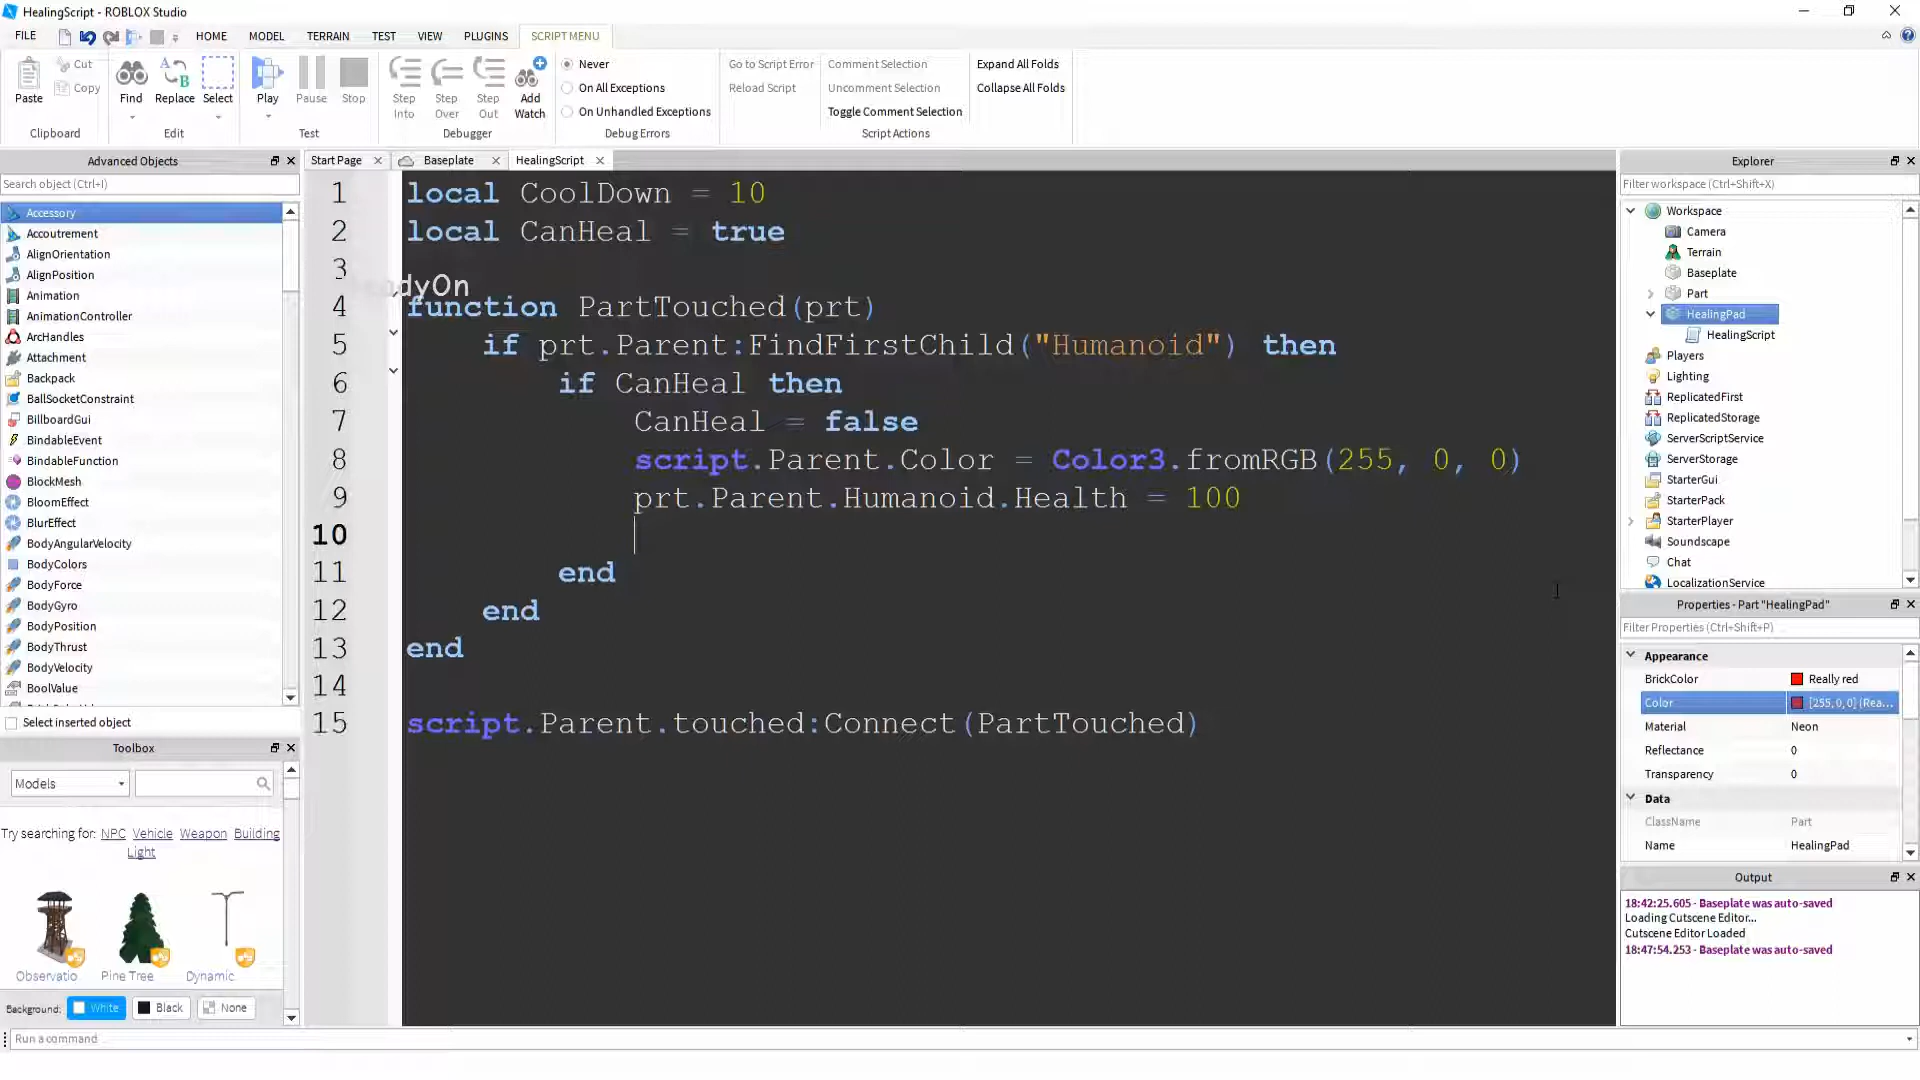 HealingScript - ROBLOX Studio
FILE HOME MODEL TERRAIN TEST VIEW PLUGINS SCRIPT MENU
Paste Cut Copy Clipboard
Find Replace Select Edit
Play Pause Stop Test
Step Into Step Over Step Out Add Watch Debugger
Never
On All Exceptions
On Unhandled Exceptions
Debug Errors
Go to Script Error
Reload Script
Comment Selection
Uncomment Selection
Toggle Comment Selection
Script Actions
Expand All Folds
Collapse All Folds
Advanced Objects
Search object (Ctrl+I)
Accessory
Accoutrement
AlignOrientation
AlignPosition
Animation
AnimationController
ArcHandles
Attachment
Backpack
BallSocketConstraint
BillboardGui
BindableEvent
BindableFunction
BlockMesh
BloomEffect
BlurEffect
BodyAngularVelocity
BodyColors
BodyForce
BodyGyro
BodyPosition
BodyThrust
BodyVelocity
BoolValue
Select inserted object
Toolbox
Models
Try searching for: NPC Vehicle Weapon Building
Light
Observatio Pine Tree Dynamic
Background: White Black None
Run a command
Start Page Baseplate HealingScript
1 local CoolDown = 10
2 local CanHeal = true
3
dyOn
4 function PartTouched(prt)
5 if prt.Parent:FindFirstChild("Humanoid") then
6 if CanHeal then
7 CanHeal = false
8 script.Parent.Color = Color3.fromRGB(255, 0, 0)
9 prt.Parent.Humanoid.Health = 100
10
11 end
12 end
13 end
14
15 script.Parent.touched:Connect(PartTouched)
Explorer
Filter workspace (Ctrl+Shift+X)
Workspace
Camera
Terrain
Baseplate
Part
HealingPad
HealingScript
Players
Lighting
ReplicatedFirst
ReplicatedStorage
ServerScriptService
ServerStorage
StarterGui
StarterPack
StarterPlayer
Soundscape
Chat
LocalizationService
Properties - Part "HealingPad"
Filter Properties (Ctrl+Shift+P)
Appearance
BrickColor Really red
Color [255,0,0] (Rea...
Material Neon
Reflectance 0
Transparency 0
Data
ClassName Part
Name HealingPad
Output
18:42:25.605 - Baseplate was auto-saved
Loading Cutscene Editor...
Cutscene Editor Loaded
18:47:54.253 - Baseplate was auto-saved